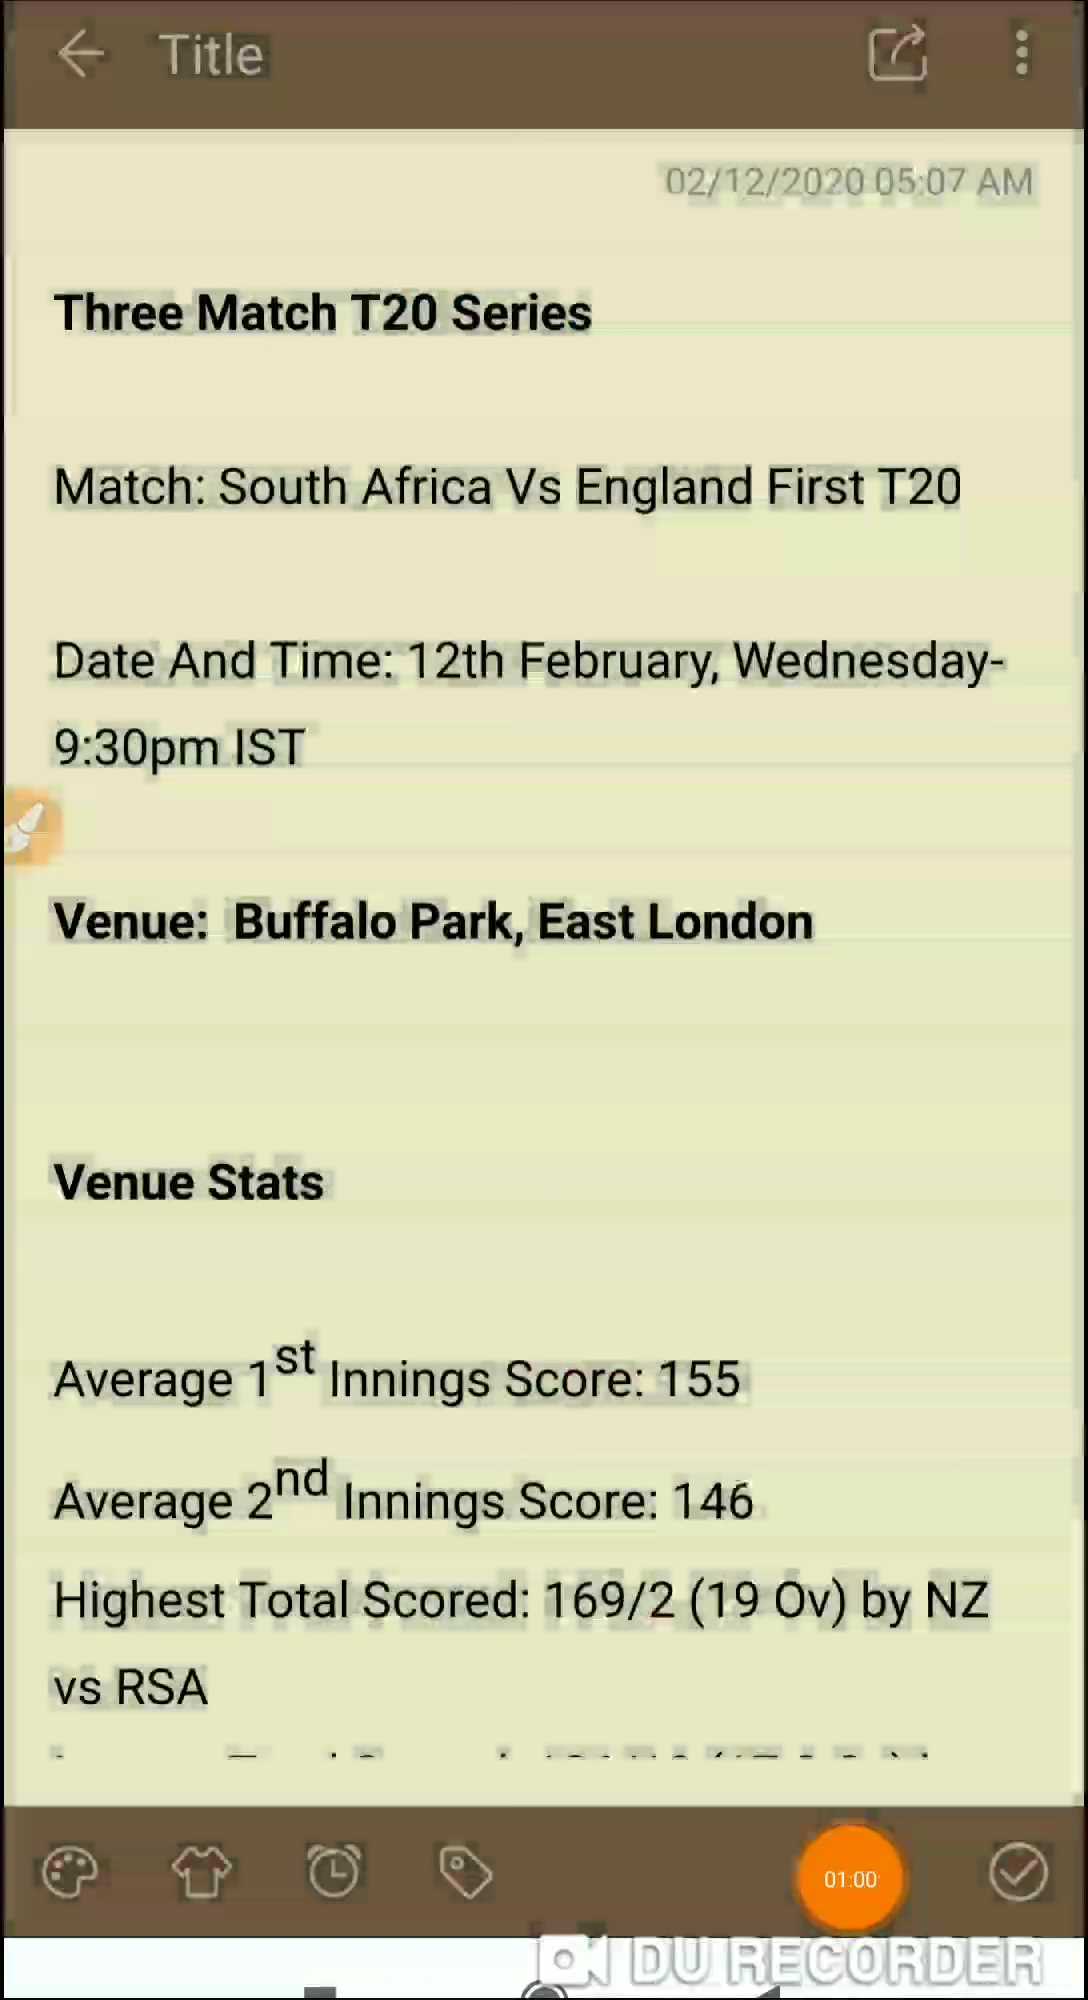 Title
02/12/2020 05:07 AM
Three Match T20 Series
Match: South Africa Vs England First T20
Date And Time: 12th February, Wednesday-
9:30pm IST
Venue: Buffalo Park, East London
Venue Stats
Average 1st Innings Score: 155
Average 2nd Innings Score: 146
Highest Total Scored: 169/2 (19 Ov) by NZ
vs RSA
01:00
DU RECORDER